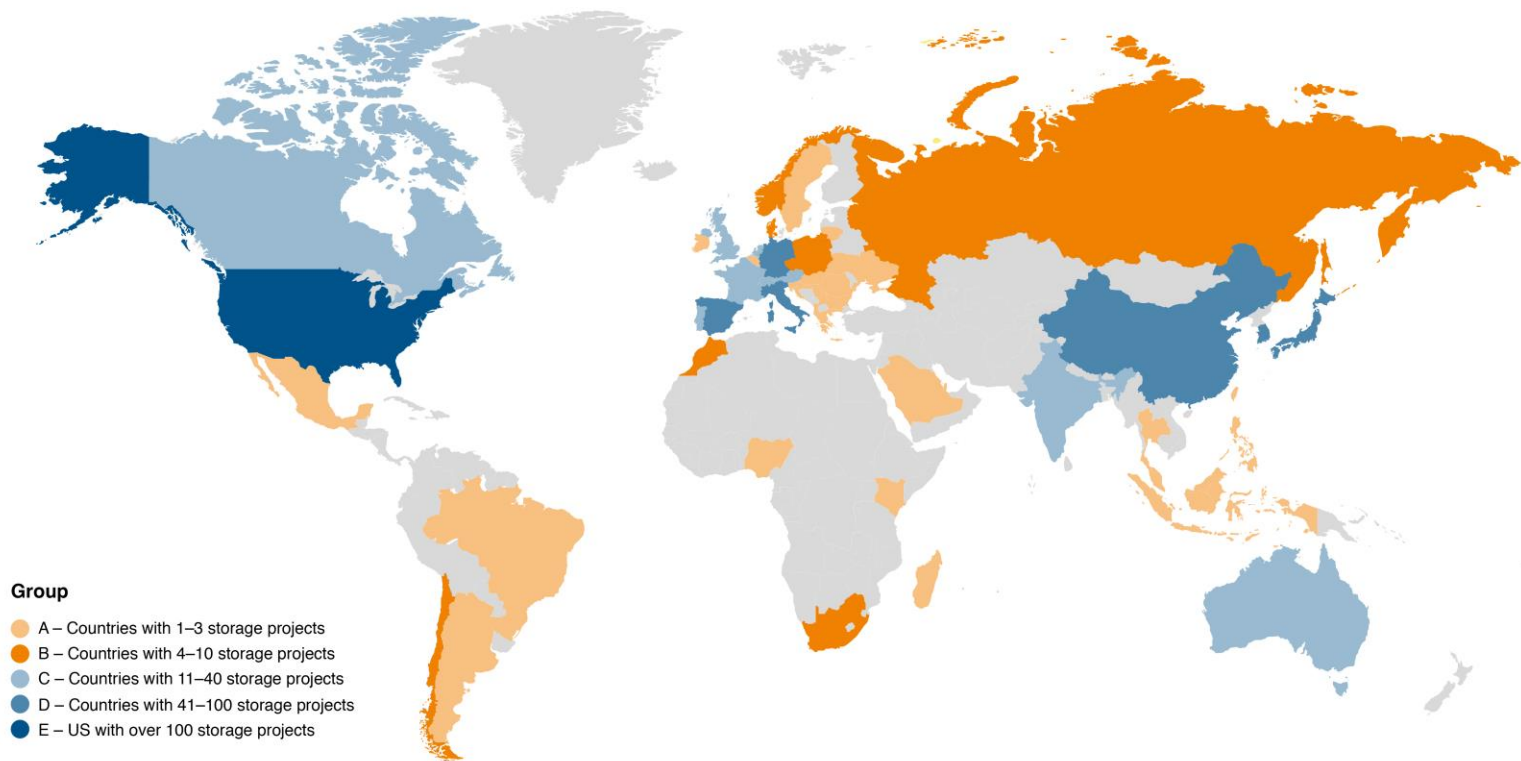 Group
A – Countries with 1–3 storage projects
B – Countries with 4–10 storage projects
C – Countries with 11–40 storage projects
D – Countries with 41–100 storage projects
E – US with over 100 storage projects